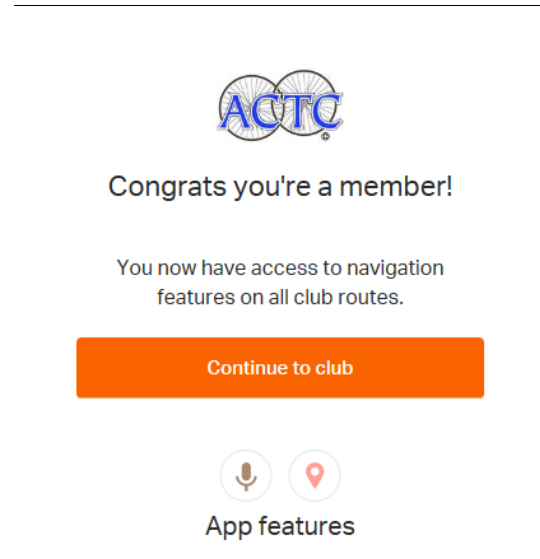 ACTC
©
Congrats you're a member!
You now have access to navigation
features on all club routes.
Continue to club
App features